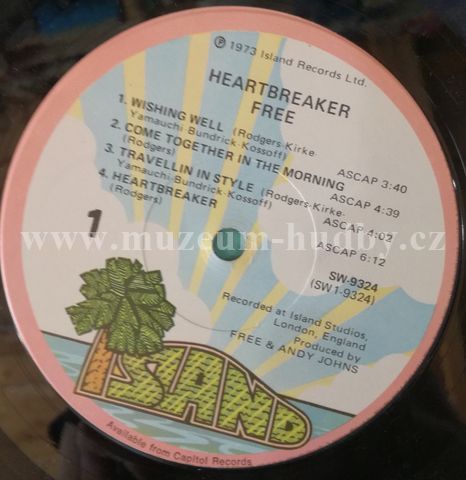 ℗ 1973 Island Records Ltd.
HEARTBREAKER
FREE
1. WISHING WELL (Rodgers-Kirke-
Yamauchi-Bundrick-Kossoff) ASCAP 3:40
2. COME TOGETHER IN THE MORNING
(Rodgers) ASCAP 4:39
3. TRAVELLIN IN STYLE (Rodgers-Kirke-
Yamauchi-Bundrick-Kossoff) ASCAP 4:02
4. HEARTBREAKER
(Rodgers) ASCAP 6:12
1
SW-9324
(SW1-9324)
www.muzeum-hudby.cz
Recorded at Island Studios,
London, England
Produced by
FREE & ANDY JOHNS
ISLAND
Available from Capitol Records